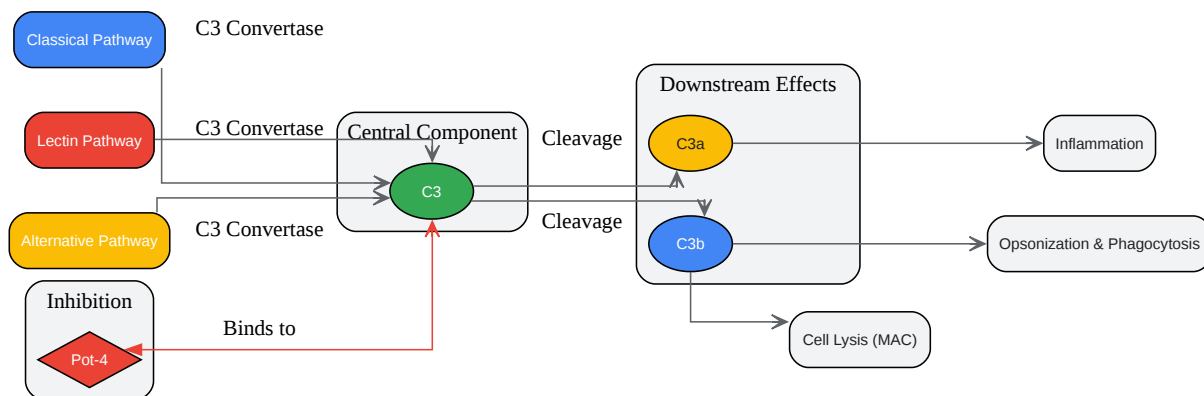 Classical Pathway
C3 Convertase
Lectin Pathway
C3 Convertase
Alternative Pathway
C3 Convertase
Central Component
C3
Cleavage
Cleavage
Downstream Effects
C3a
C3b
Inflammation
Opsonization & Phagocytosis
Cell Lysis (MAC)
Inhibition
Pot-4
Binds to